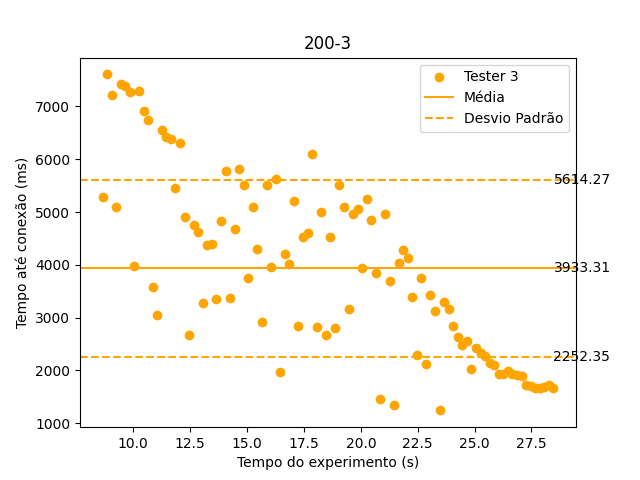 200-3
Tempo até conexão (ms)
7000
6000
5000
4000
3000
2000
1000
Tester 3
Média
Desvio Padrão
5614.27
3933.31
2252.35
10.0 12.5 15.0 17.5 20.0 22.5 25.0 27.5
Tempo do experimento (s)